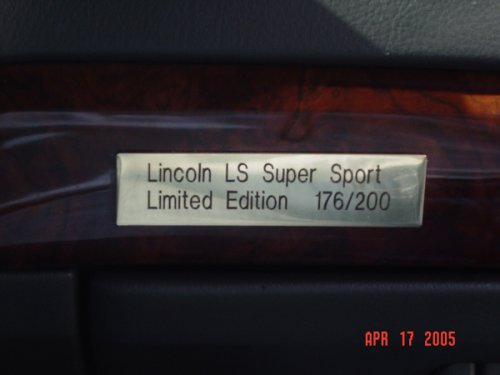 Lincoln LS Super Sport
Limited Edition 176/200
APR 17 2005